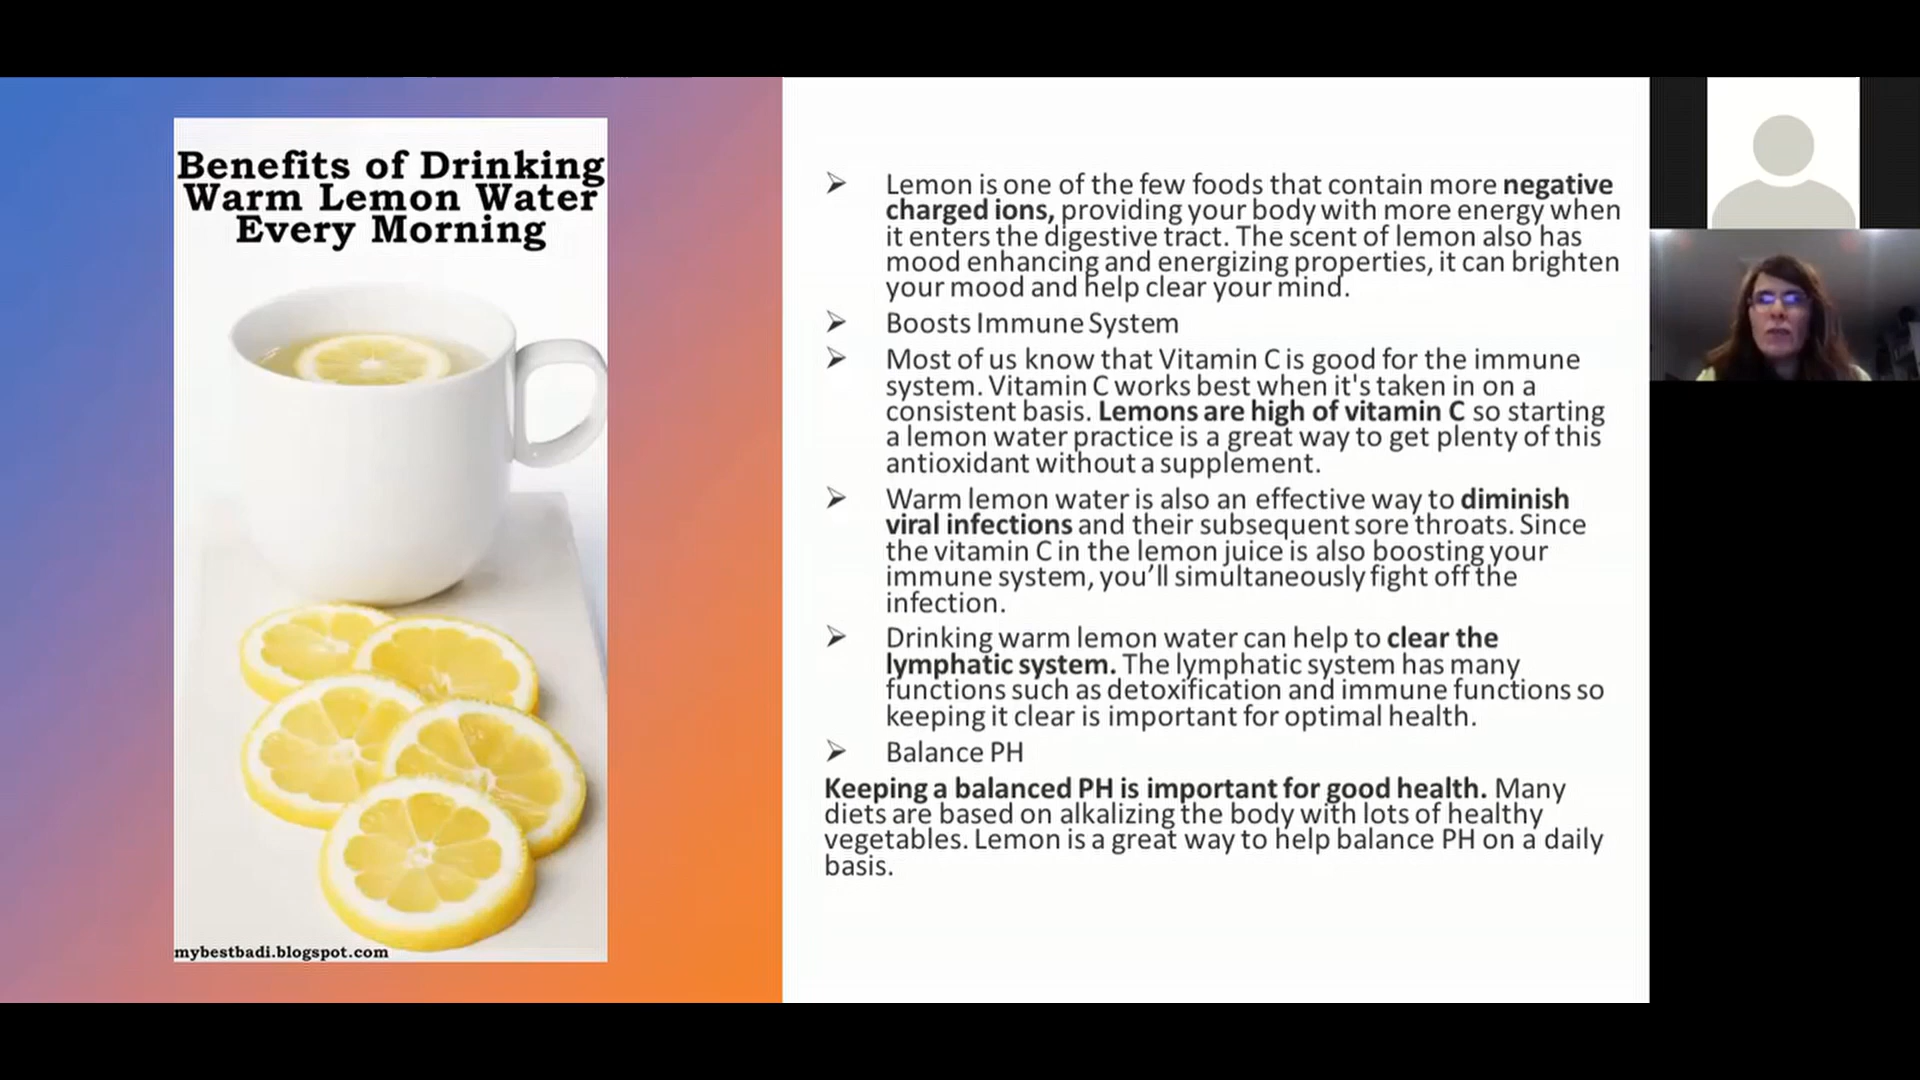 Benefits of Drinking
Warm Lemon Water
Every Morning
mybestbadi.blogspot.com
➢ Lemon is one of the few foods that contain more negative
charged ions, providing your body with more energy when
it enters the digestive tract. The scent of lemon also has
mood enhancing and energizing properties, it can brighten
your mood and help clear your mind.
➢ Boosts Immune System
➢ Most of us know that Vitamin C is good for the immune
system. Vitamin C works best when it's taken in on a
consistent basis. Lemons are high of vitamin C so starting
a lemon water practice is a great way to get plenty of this
antioxidant without a supplement.
➢ Warm lemon water is also an effective way to diminish
viral infections and their subsequent sore throats. Since
the vitamin C in the lemon juice is also boosting your
immune system, you’ll simultaneously fight off the
infection.
➢ Drinking warm lemon water can help to clear the
lymphatic system. The lymphatic system has many
functions such as detoxification and immune functions so
keeping it clear is important for optimal health.
➢ Balance PH
Keeping a balanced PH is important for good health. Many
diets are based on alkalizing the body with lots of healthy
vegetables. Lemon is a great way to help balance PH on a daily
basis.